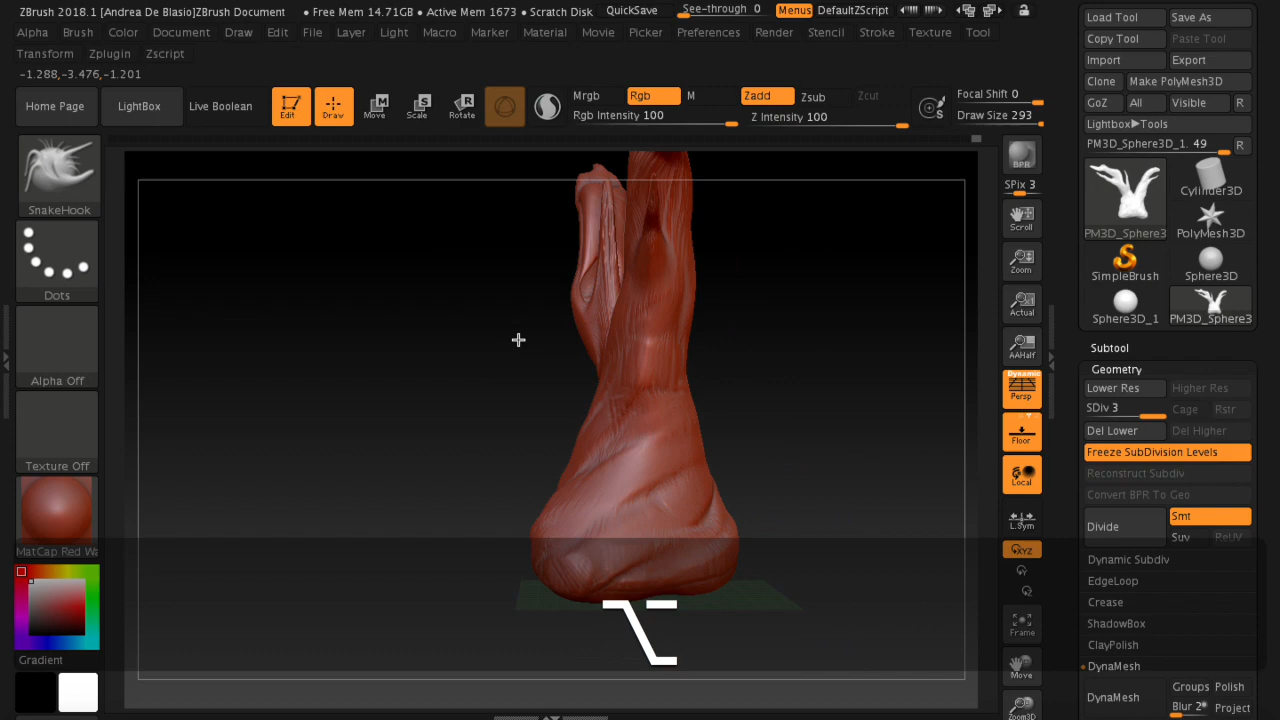 ZBrush 2018.1 [Andrea De Blasio]ZBrush Document • Free Mem 14.71GB • Active Mem 1673 • Scratch Disk QuickSave See-through 0 Menus DefaultZScript
Alpha Brush Color Document Draw Edit File Layer Light Macro Marker Material Movie Picker Preferences Render Stencil Stroke Texture Tool
Transform Zplugin Zscript
-1.288,-3.476,-1.201
Home Page LightBox Live Boolean Edit Draw Move Scale Rotate
Mrgb Rgb M Zadd Zsub Zcut
Rgb Intensity 100 Z Intensity 100
S
Focal Shift 0
Draw Size 293
SnakeHook
Dots
Alpha Off
Texture Off
MatCap Red Wa
Gradient
BPR
SPix 3
Scroll
Zoom
Actual
AAHalf
Dynamic
Persp
Floor
Local
L.Sym
XYZ
Y
Z
Frame
Move
Zoom3D
Load Tool Save As
Copy Tool Paste Tool
Import Export
Clone Make PolyMesh3D
GoZ All Visible R
Lightbox▶Tools
PM3D_Sphere3D_1. 49 R
PM3D_Sphere3 Cylinder3D
PolyMesh3D
SimpleBrush Sphere3D
Sphere3D_1 PM3D_Sphere3
Subtool
Geometry
Lower Res Higher Res
SDiv 3 Cage Rstr
Del Lower Del Higher
Freeze SubDivision Levels
Reconstruct Subdiv
Convert BPR To Geo
Divide Smt
Suv ReUV
Dynamic Subdiv
EdgeLoop
Crease
ShadowBox
ClayPolish
DynaMesh
DynaMesh Groups Polish
Blur 2 Project